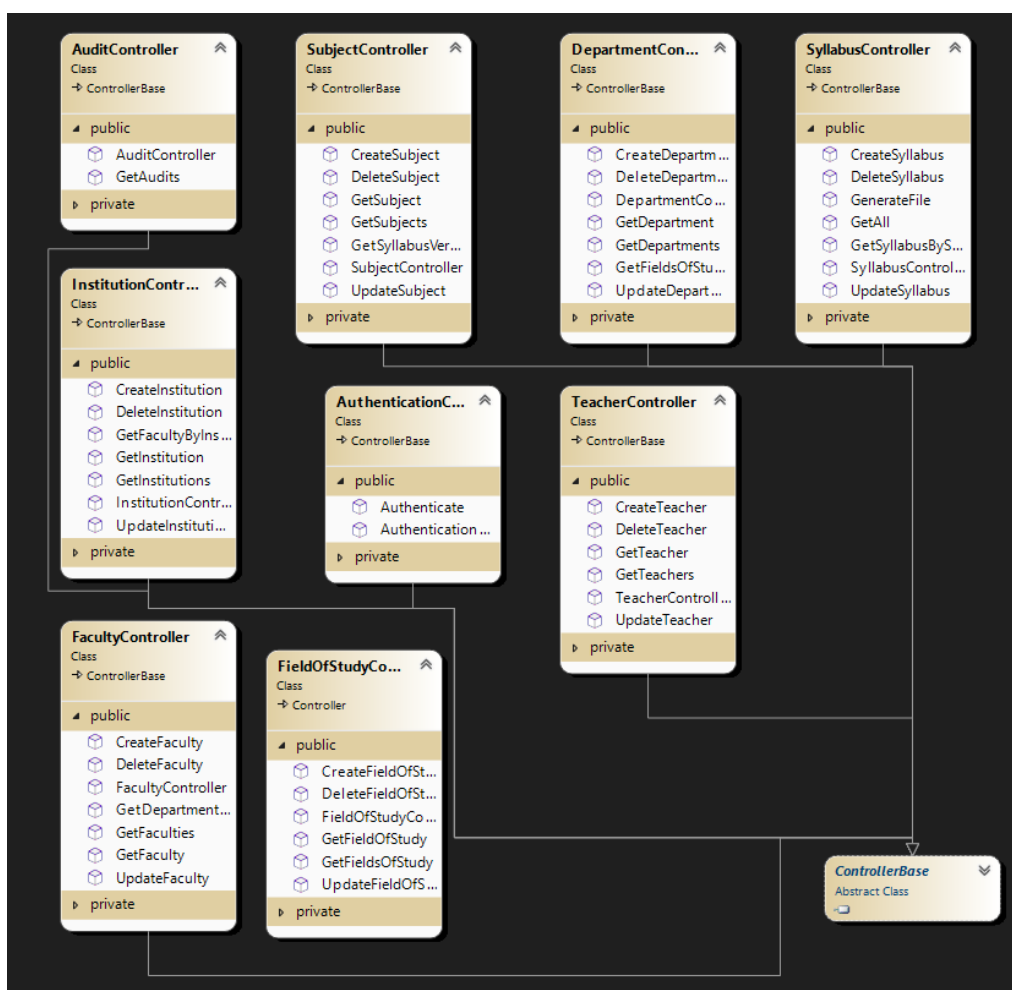 AuditController
Class
ControllerBase
public
AuditController
GetAudits
private
SubjectController
Class
ControllerBase
public
CreateSubject
DeleteSubject
GetSubject
GetSubjects
GetSyllabusVer...
SubjectController
UpdateSubject
private
DepartmentCon...
Class
ControllerBase
public
CreateDepartm...
DeleteDepartm...
DepartmentCo...
GetDepartment
GetDepartments
GetFieldsOfStu...
UpdateDepart...
private
SyllabusController
Class
ControllerBase
public
CreateSyllabus
DeleteSyllabus
GenerateFile
GetAll
GetSyllabusByS...
SyllabusControl...
UpdateSyllabus
private
InstitutionContr...
Class
ControllerBase
public
CreateInstitution
DeleteInstitution
GetFacultyByIns...
GetInstitution
GetInstitutions
InstitutionContr...
UpdateInstituti...
private
AuthenticationC...
Class
ControllerBase
public
Authenticate
Authentication...
private
TeacherController
Class
ControllerBase
public
CreateTeacher
DeleteTeacher
GetTeacher
GetTeachers
TeacherControll...
UpdateTeacher
private
FacultyController
Class
ControllerBase
public
CreateFaculty
DeleteFaculty
FacultyController
GetDepartment...
GetFaculties
GetFaculty
UpdateFaculty
private
FieldOfStudyCo...
Class
Controller
public
CreateFieldOfSt...
DeleteFieldOfSt...
FieldOfStudyCo...
GetFieldOfStudy
GetFieldsOfStudy
UpdateFieldOfS...
private
ControllerBase
Abstract Class